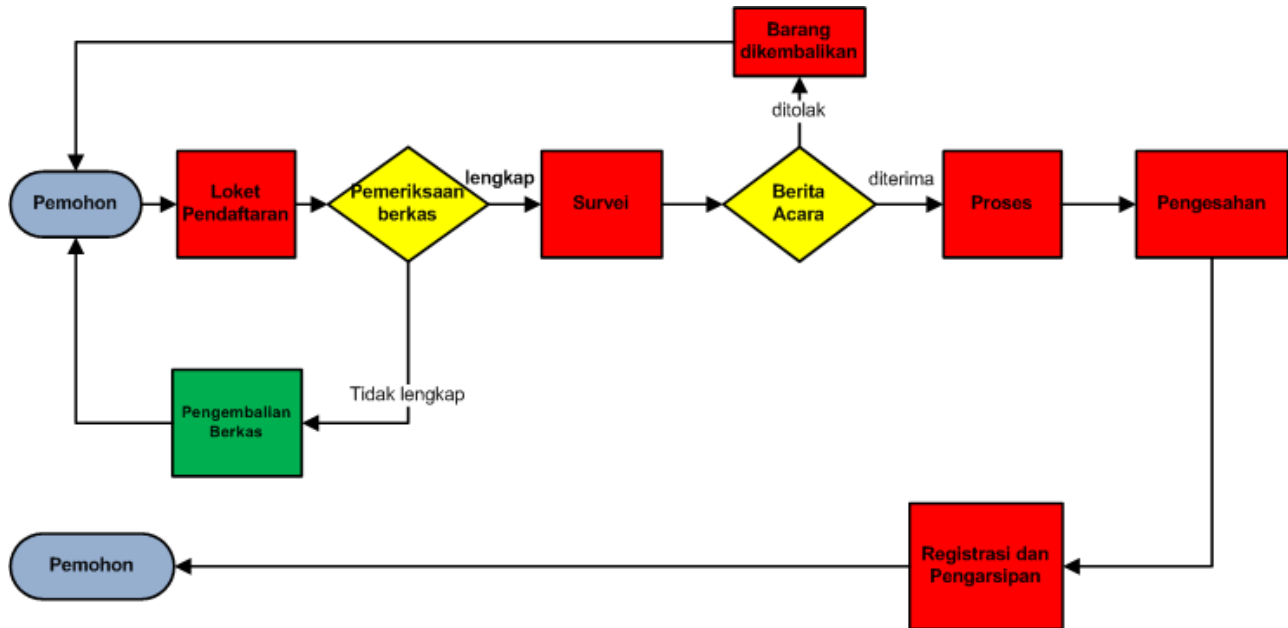 Barang
dikembalikan
ditolak
Pemohon
Loket
Pendaftaran
Pemeriksaan
berkas
lengkap
Survei
Berita
Acara
diterima
Proses
Pengesahan
Tidak lengkap
Pengembalian
Berkas
Pemohon
Registrasi dan
Pengarsipan